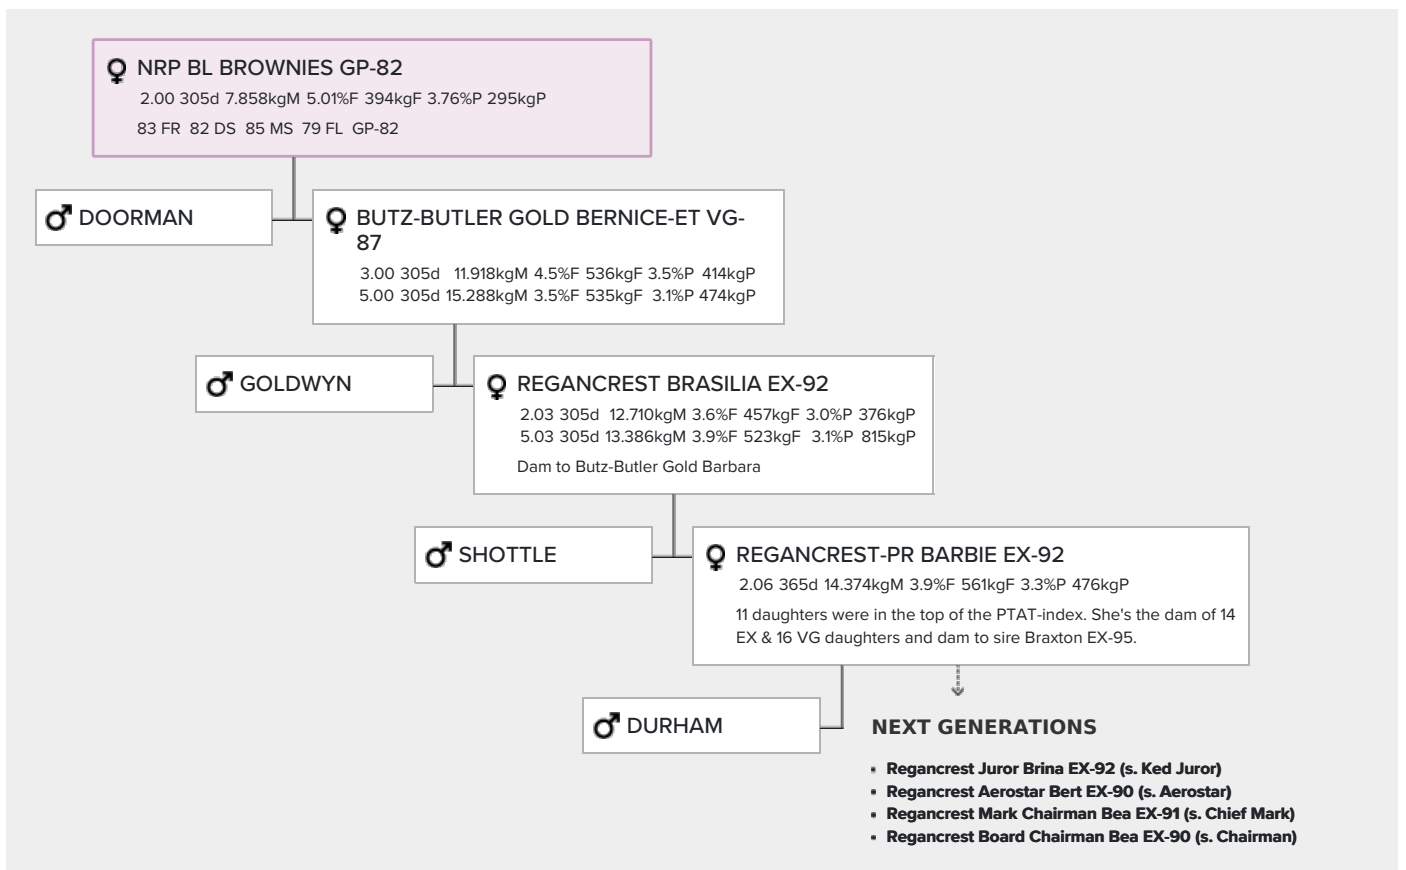 NRP BL BROWNIES GP-82
2.00 305d 7.858kgM 5.01%F 394kgF 3.76%P 295kgP
83 FR 82 DS 85 MS 79 FL GP-82
DOORMAN
BUTZ-BUTLER GOLD BERNICE-ET VG-
87
3.00 305d 11.918kgM 4.5%F 536kgF 3.5%P 414kgP
5.00 305d 15.288kgM 3.5%F 535kgF 3.1%P 474kgP
GOLDWYN
REGANCREST BRASILIA EX-92
2.03 305d 12.710kgM 3.6%F 457kgF 3.0%P 376kgP
5.03 305d 13.386kgM 3.9%F 523kgF 3.1%P 815kgP
Dam to Butz-Butler Gold Barbara
SHOTTLE
REGANCREST-PR BARBIE EX-92
2.06 365d 14.374kgM 3.9%F 561kgF 3.3%P 476kgP
11 daughters were in the top of the PTAT-index. She's the dam of 14
EX & 16 VG daughters and dam to sire Braxton EX-95.
DURHAM
NEXT GENERATIONS
Regancrest Juror Brina EX-92 (s. Ked Juror)
Regancrest Aerostar Bert EX-90 (s. Aerostar)
Regancrest Mark Chairman Bea EX-91 (s. Chief Mark)
Regancrest Board Chairman Bea EX-90 (s. Chairman)